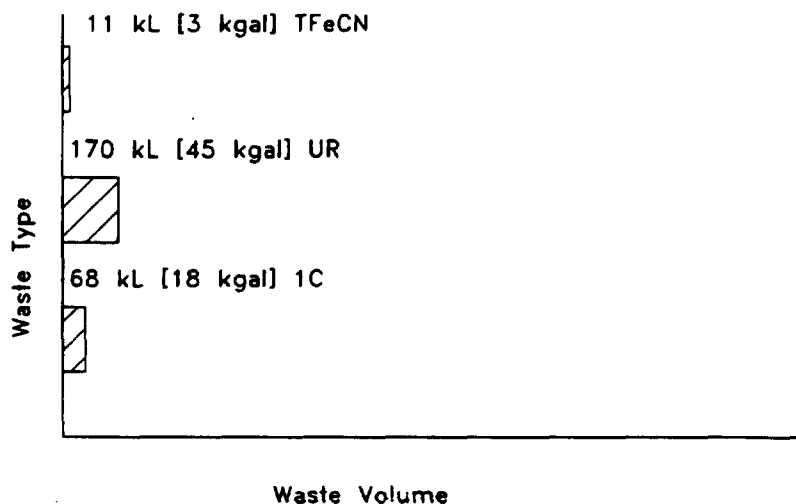 11 kL [3 kgal] TFeCN
170 kL [45 kgal] UR
68 kL [18 kgal] 1C
Waste Type
Waste Volume